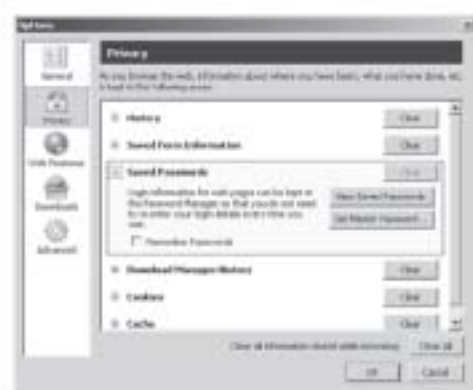 Options
General
Privacy
Web Features
Downloads
Advanced
Privacy
As you browse the web, information about where you have been, what you have done, etc
is kept in the following areas:
History
Clear
Saved Form Information
Clear
Saved Passwords
Clear
Login information for web pages can be kept in
the Password Manager so that you do not need
to re-enter your login details every time you
visit.
View Saved Passwords
Set Master Password...
Remember Passwords
Download Manager History
Clear
Cookies
Clear
Cache
Clear
Clear all information stored while browsing:
Clear All
OK
Cancel